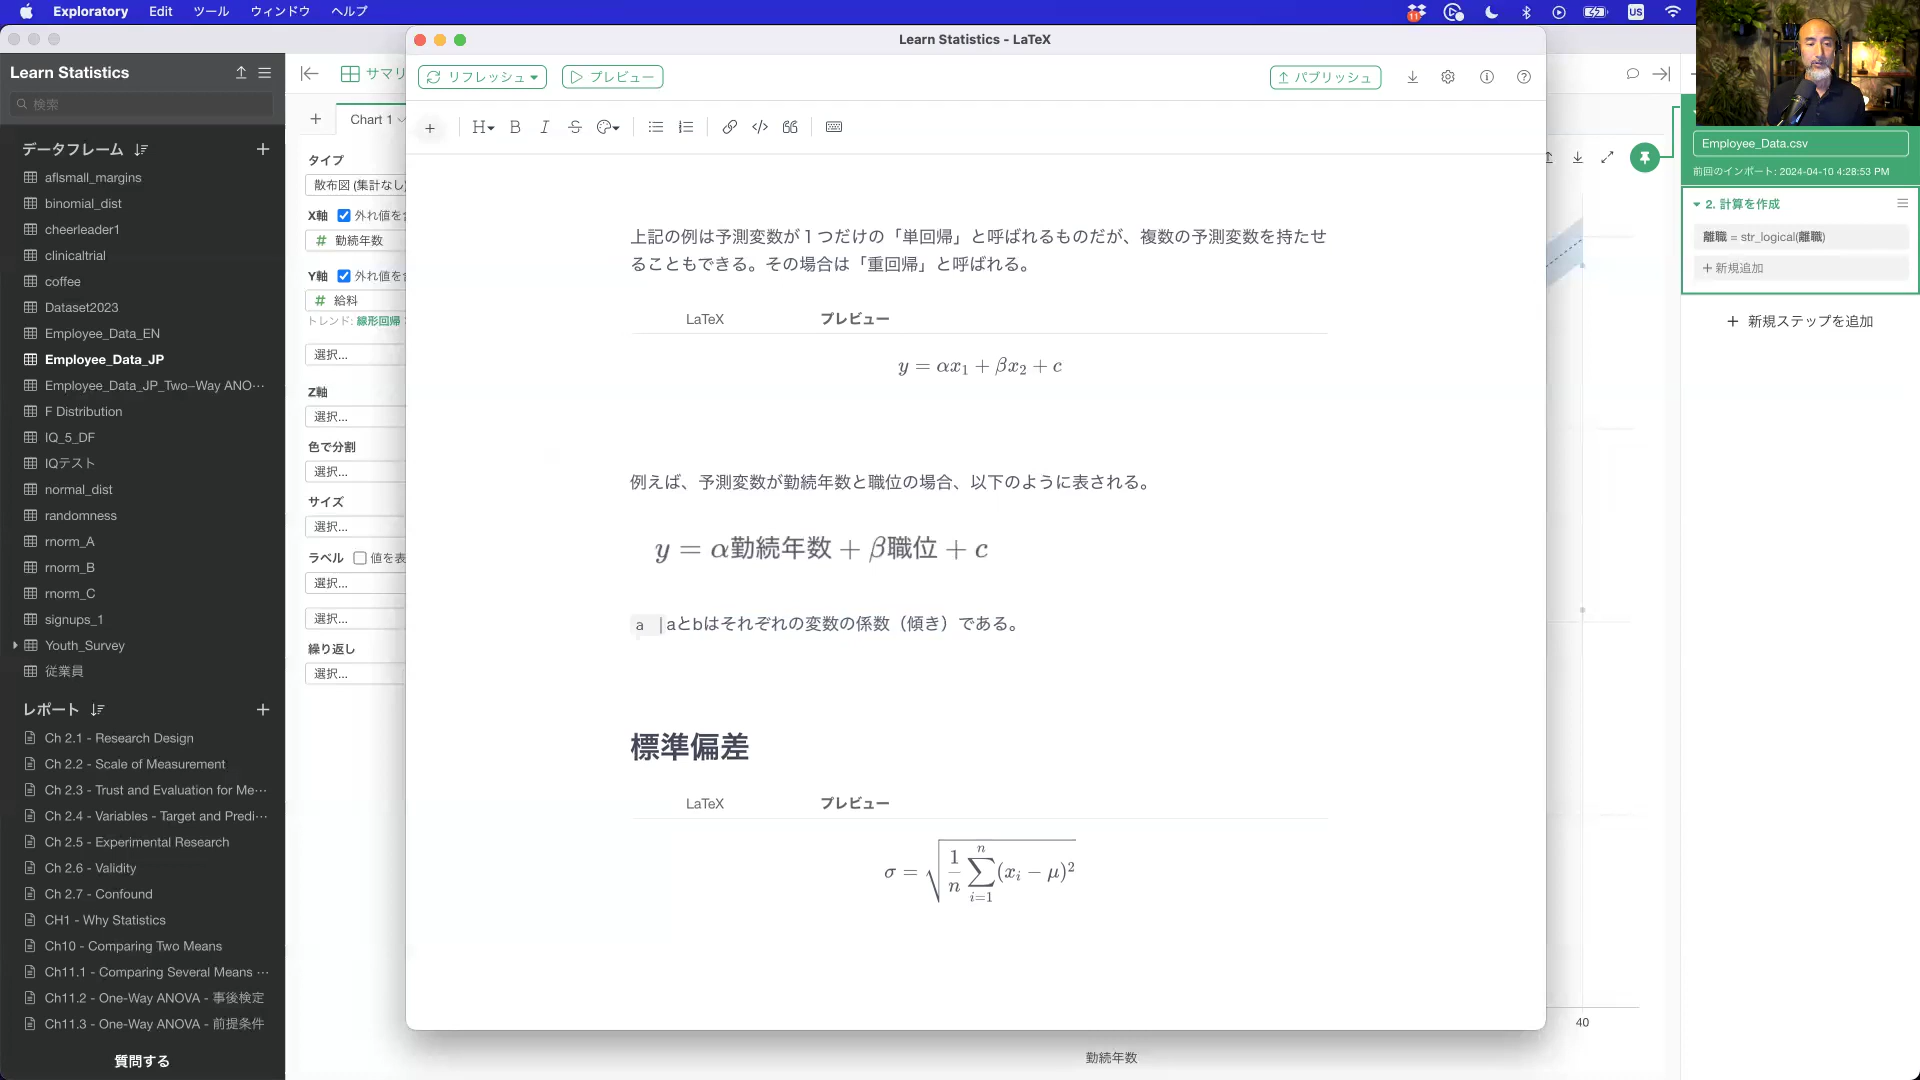 Exploratory Edit ツール ウィンドウ ヘルプ
11
US
Learn Statistics
検索
データフレーム
aflsmall_margins
binomial_dist
cheerleader1
clinicaltrial
coffee
Dataset2023
Employee_Data_EN
Employee_Data_JP
Employee_Data_JP_Two-Way ANO…
F Distribution
IQ_5_DF
IQテスト
normal_dist
randomness
rnorm_A
rnorm_B
rnorm_C
signups_1
Youth_Survey
従業員
レポート
Ch 2.1 - Research Design
Ch 2.2 - Scale of Measurement
Ch 2.3 - Trust and Evaluation for Me…
Ch 2.4 - Variables - Target and Predi…
Ch 2.5 - Experimental Research
Ch 2.6 - Validity
Ch 2.7 - Confound
CH1 - Why Statistics
Ch10 - Comparing Two Means
Ch11.1 - Comparing Several Means …
Ch11.2 - One-Way ANOVA - 事後検定
Ch11.3 - One-Way ANOVA - 前提条件
質問する
サマリ
Chart 1
タイプ
散布図 (集計なし)
X軸 外れ値を
# 勤続年数
Y軸 外れ値を
# 給料
トレンド: 線形回帰
選択...
Z軸
選択...
色で分割
選択...
サイズ
選択...
ラベル 値を表
選択...
選択...
繰り返し
選択...
Learn Statistics - LaTeX
リフレッシュ プレビュー パブリッシュ
H B I S
上記の例は予測変数が１つだけの「単回帰」と呼ばれるものだが、複数の予測変数を持たせ
ることもできる。その場合は「重回帰」と呼ばれる。
LaTeX プレビュー
y = αx₁ + βx₂ + c
例えば、予測変数が勤続年数と職位の場合、以下のように表される。
y = α勤続年数 + β職位 + c
a aとbはそれぞれの変数の係数（傾き）である。
標準偏差
LaTeX プレビュー
σ = √(1/n ∑_{i=1}^{n} (xᵢ − μ)²)
40
勤続年数
Employee_Data.csv
前回のインポート: 2024-04-10 4:28:53 PM
2. 計算を作成
離職 = str_logical(離職)
+ 新規追加
+ 新規ステップを追加